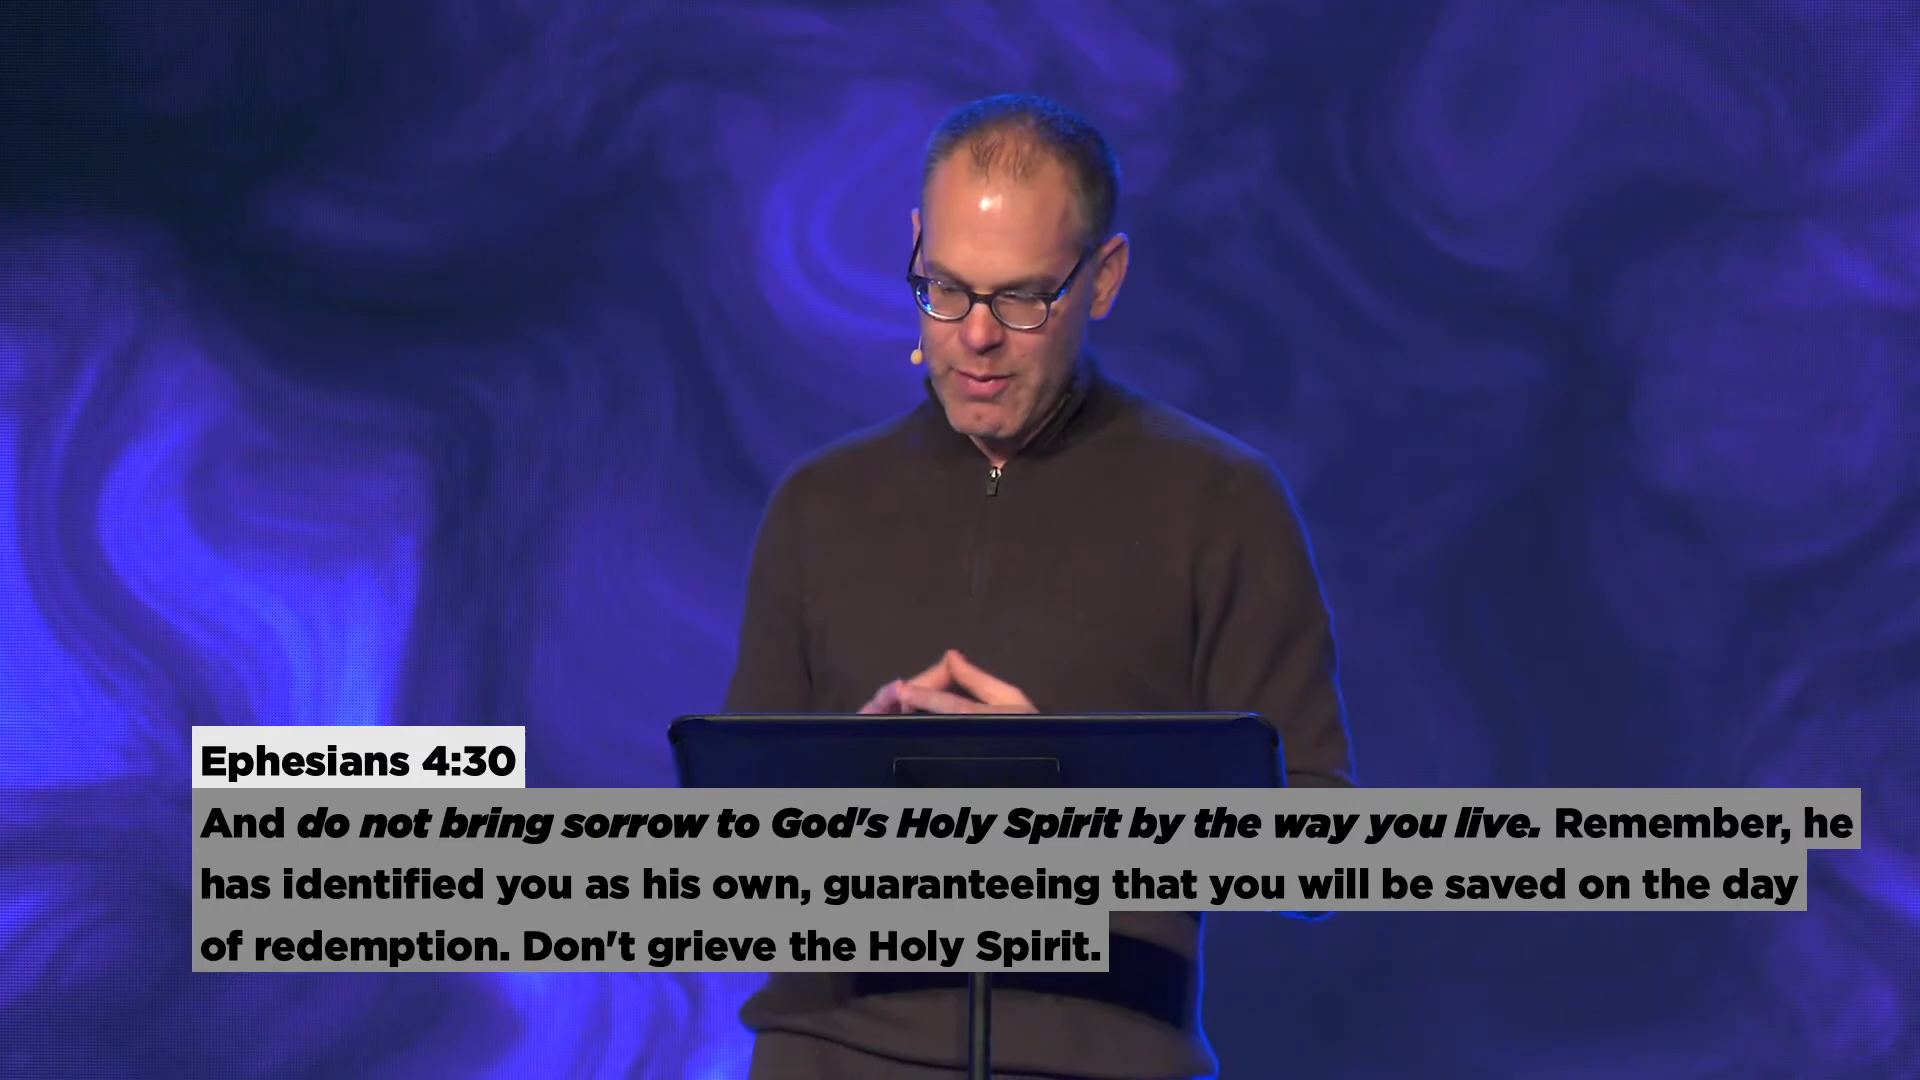 Ephesians 4:30
And do not bring sorrow to God's Holy Spirit by the way you live. Remember, he
has identified you as his own, guaranteeing that you will be saved on the day
of redemption. Don't grieve the Holy Spirit.